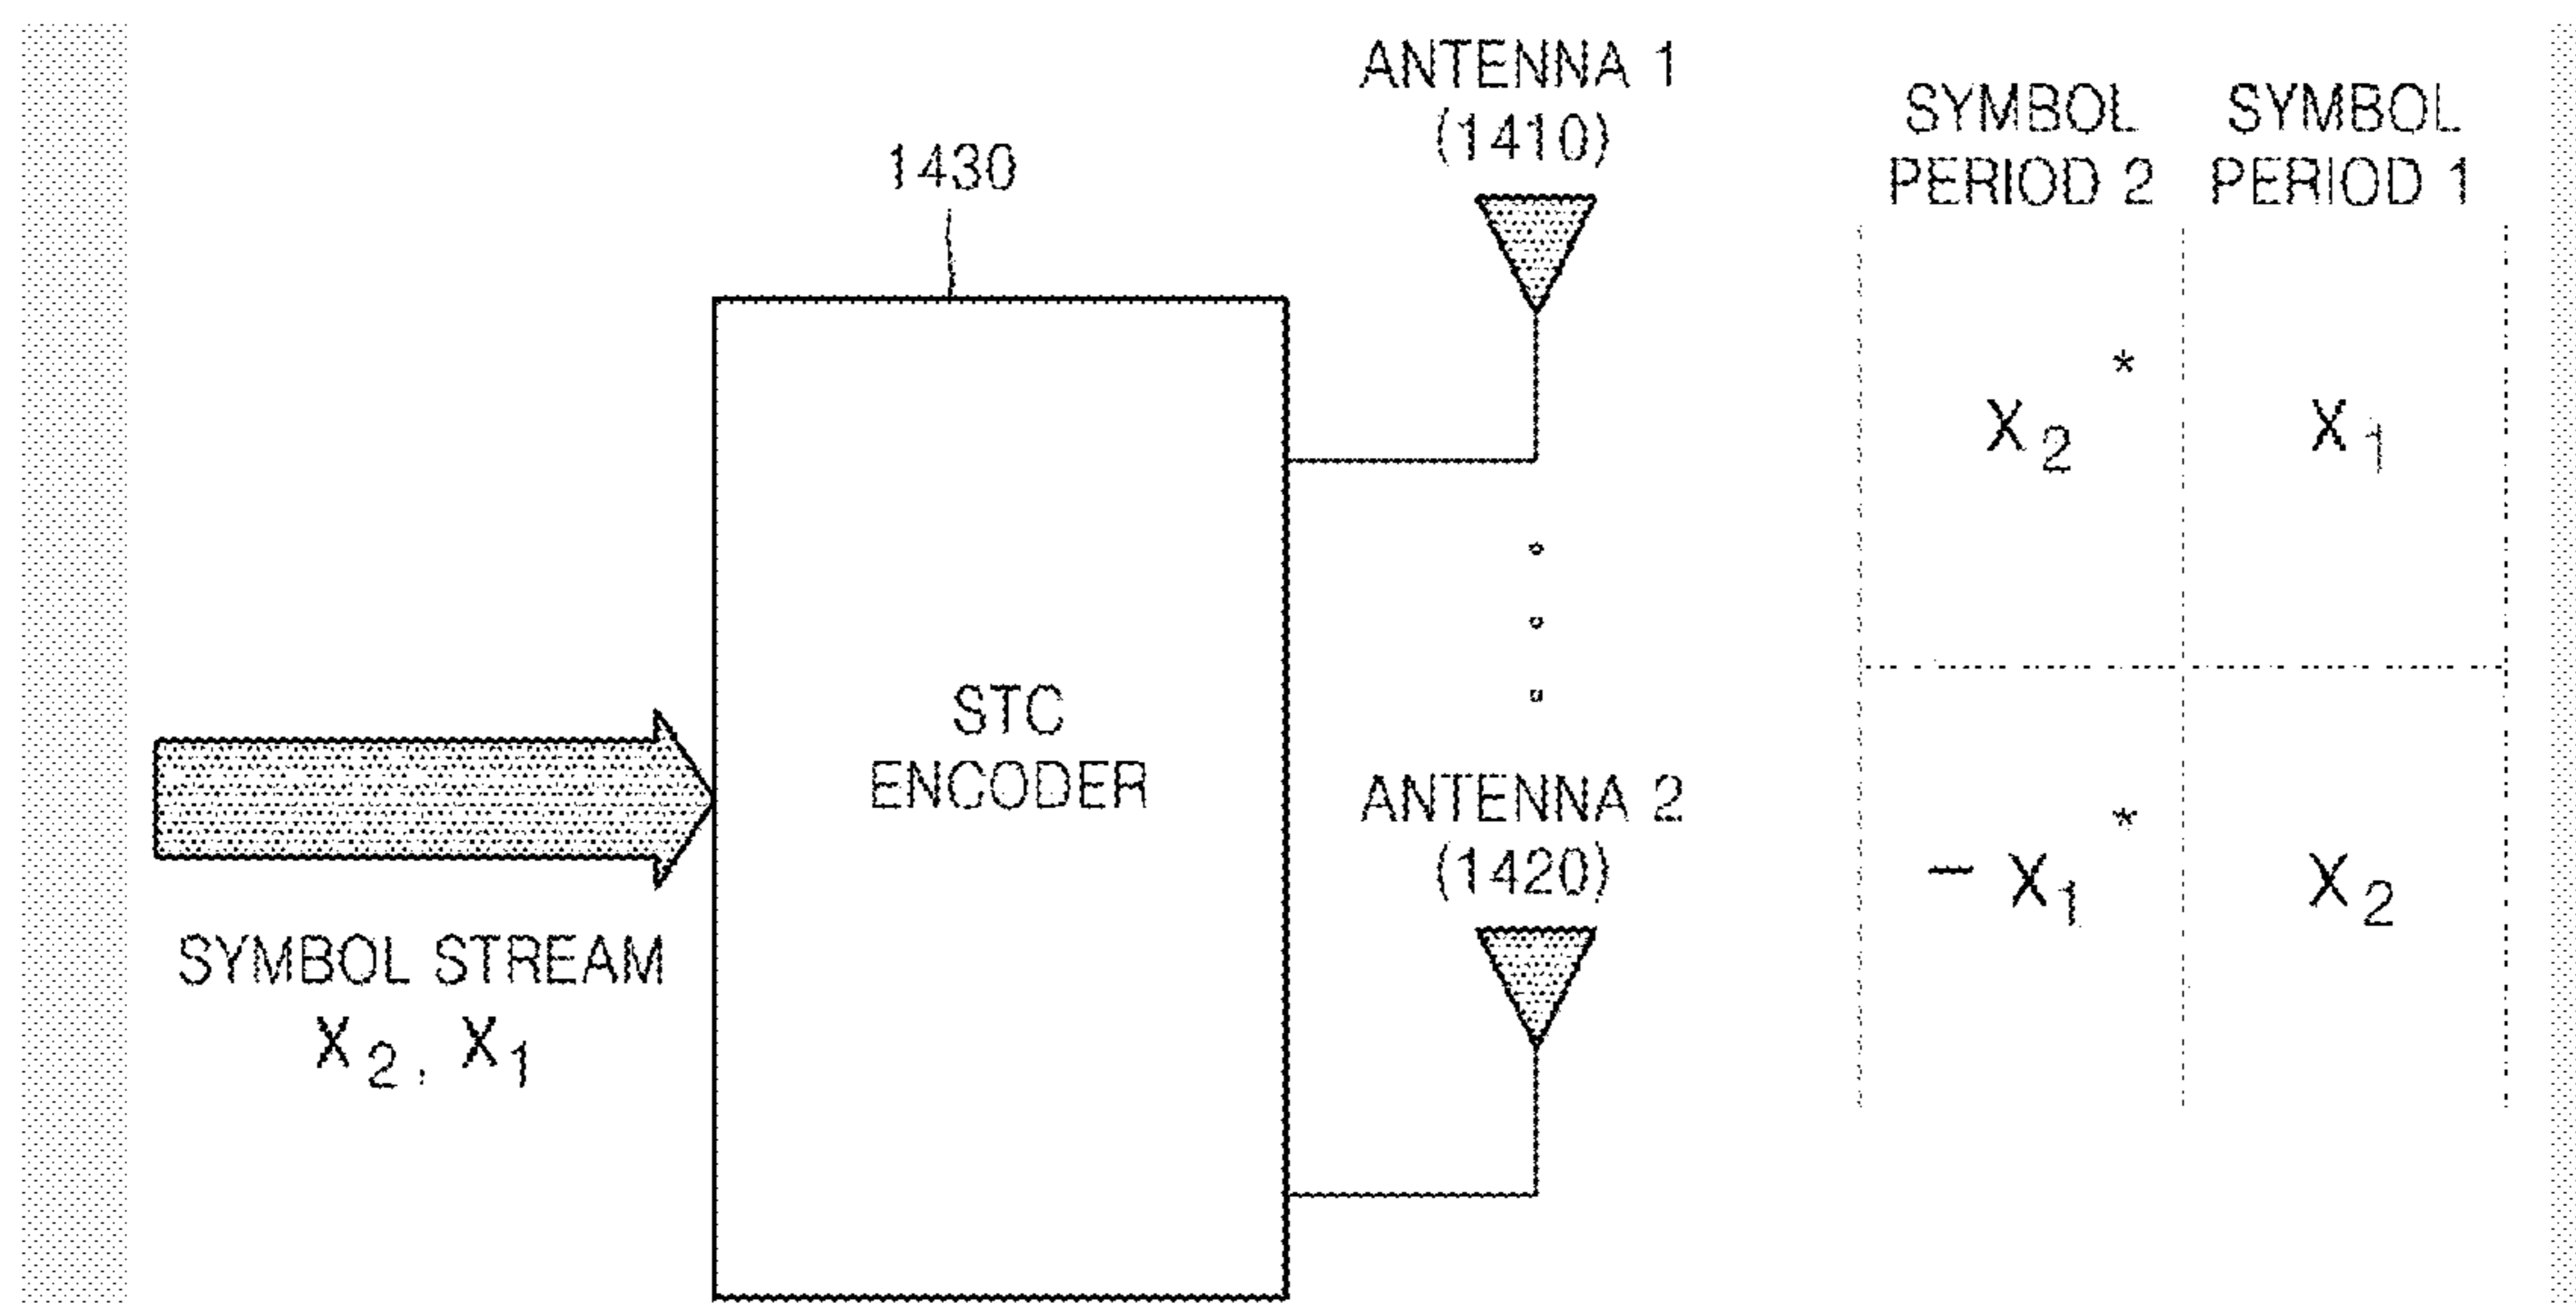 1430
STC
ENCODER
SYMBOL STREAM
X₂, X₁
ANTENNA 1
(1410)
ANTENNA 2
(1420)
SYMBOL PERIOD 2
SYMBOL PERIOD 1
X₂* X₁
- X₁* X₂